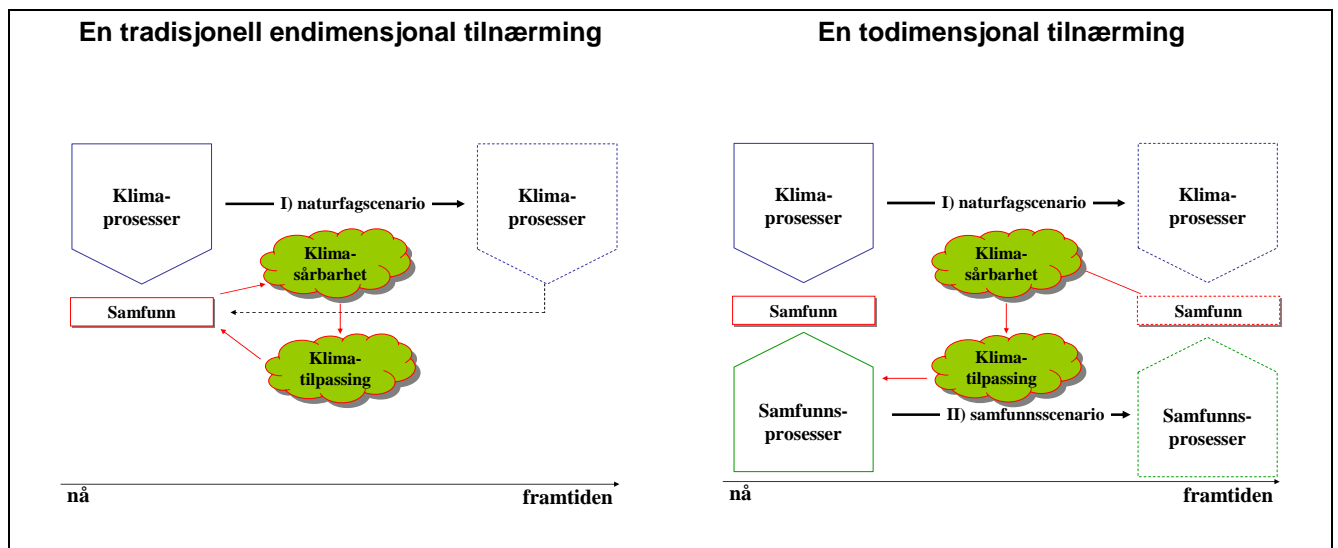 En tradisjonell endimensjonal tilnærming
Klima-
prosesser
I) naturfagscenario
Klima-
prosesser
Klima-
sårbarhet
Samfunn
Klima-
tilpassing
nå
framtiden
En todimensjonal tilnærming
Klima-
prosesser
I) naturfagscenario
Klima-
prosesser
Klima-
sårbarhet
Samfunn
Samfunn
Klima-
tilpassing
Samfunns-
prosesser
II) samfunnsscenario
Samfunns-
prosesser
nå
framtiden